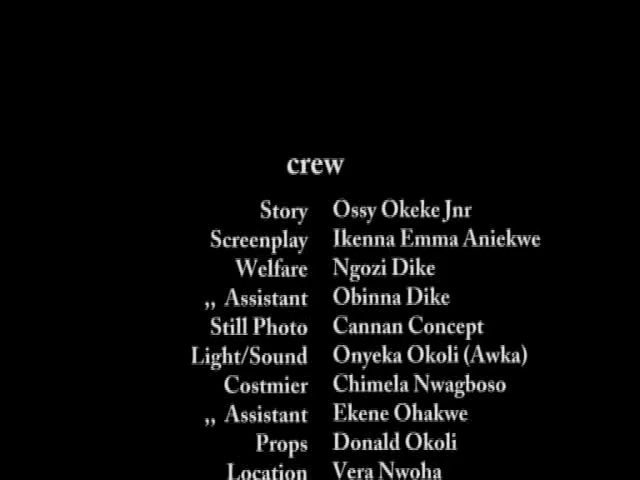 crew
Story Ossy Okeke Jnr
Screenplay Ikenna Emma Aniekwe
Welfare Ngozi Dike
,, Assistant Obinna Dike
Still Photo Cannan Concept
Light/Sound Onyeka Okoli (Awka)
Costmier Chimela Nwagboso
,, Assistant Ekene Ohakwe
Props Donald Okoli
Location Vera Nwoha